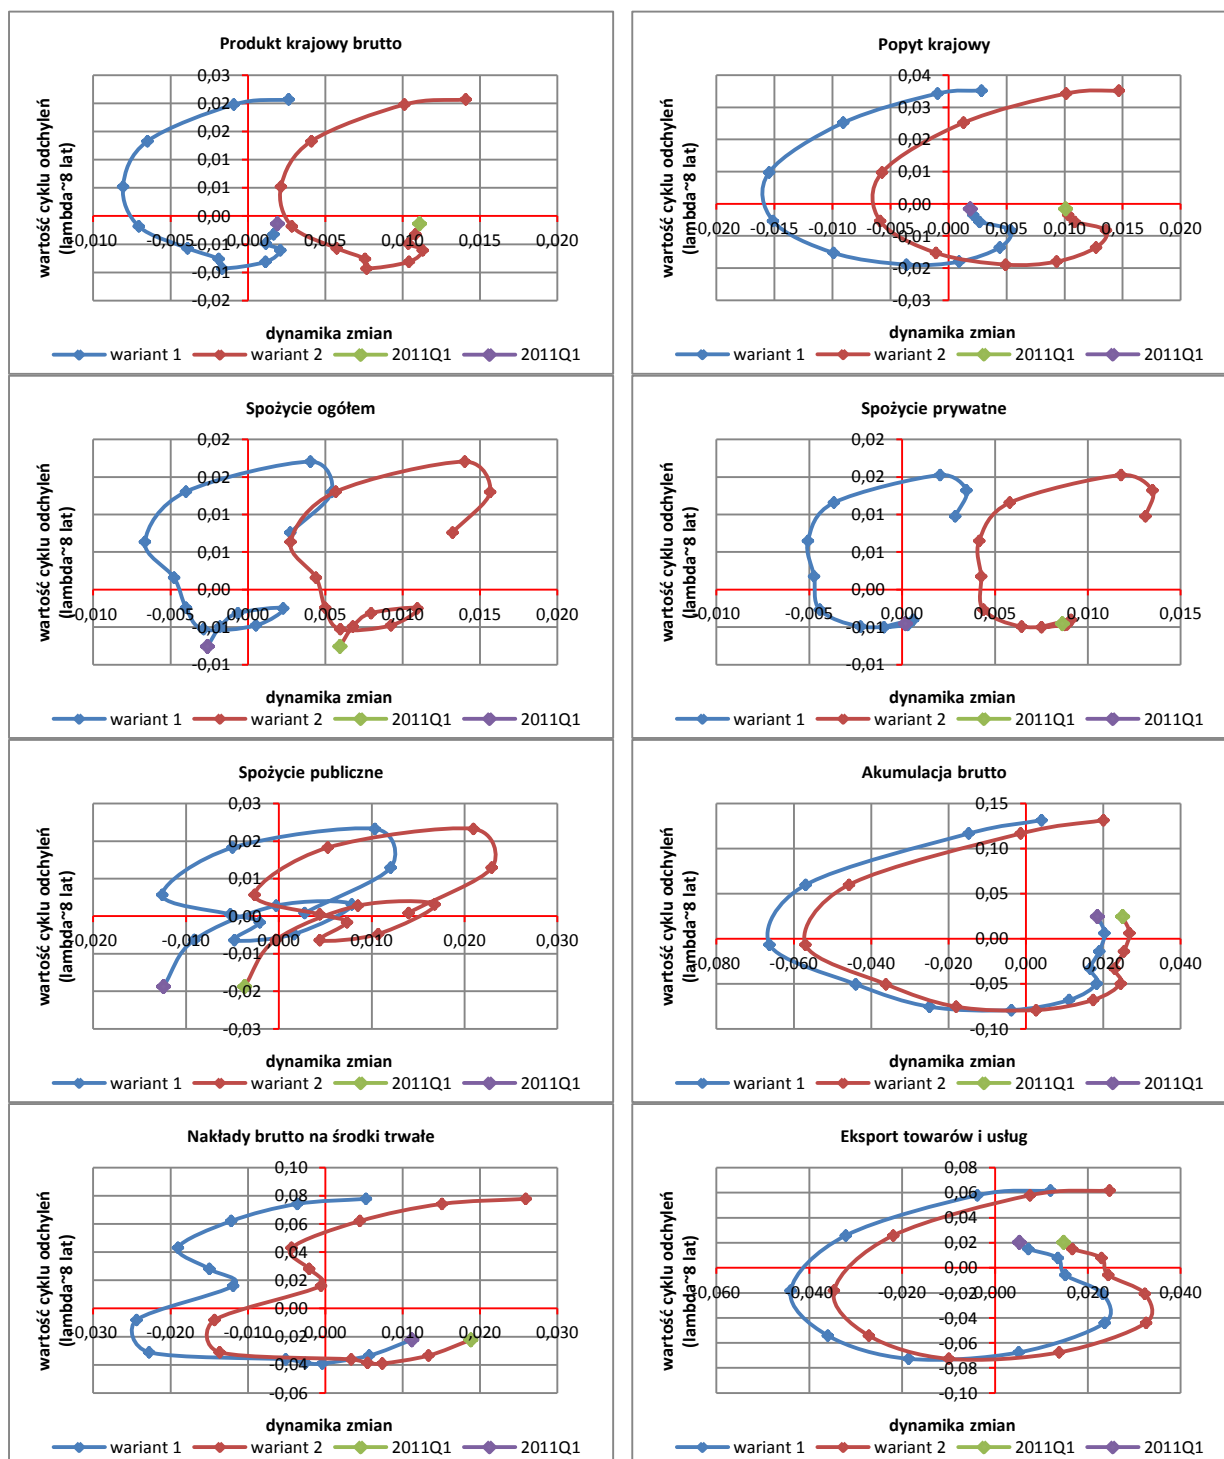 Produkt krajowy brutto
wartość cyklu odchyleń
(lambda~8 lat)
0,03
0,02
0,02
0,01
0,01
0,00
-0,01
-0,01
-0,02
-0,010
-0,005
0,000
0,005
0,010
0,015
0,020
dynamika zmian
wariant 1
wariant 2
2011Q1
2011Q1
Popyt krajowy
wartość cyklu odchyleń
(lambda~8 lat)
0,04
0,03
0,02
0,01
0,00
-0,01
-0,02
-0,03
-0,020
-0,015
-0,010
-0,005
0,000
0,005
0,010
0,015
0,020
dynamika zmian
wariant 1
wariant 2
2011Q1
2011Q1
Spożycie ogółem
wartość cyklu odchyleń
(lambda~8 lat)
0,02
0,02
0,01
0,01
0,00
-0,01
-0,01
-0,010
-0,005
0,000
0,005
0,010
0,015
0,020
dynamika zmian
wariant 1
wariant 2
2011Q1
2011Q1
Spożycie prywatne
wartość cyklu odchyleń
(lambda~8 lat)
0,02
0,02
0,01
0,01
0,00
-0,01
-0,01
-0,010
-0,005
0,000
0,005
0,010
0,015
dynamika zmian
wariant 1
wariant 2
2011Q1
2011Q1
Spożycie publiczne
wartość cyklu odchyleń
(lambda~8 lat)
0,03
0,02
0,01
0,00
-0,01
-0,02
-0,03
-0,020
-0,010
0,000
0,010
0,020
0,030
dynamika zmian
wariant 1
wariant 2
2011Q1
2011Q1
Akumulacja brutto
wartość cyklu odchyleń
(lambda~8 lat)
0,15
0,10
0,05
0,00
-0,05
-0,10
-0,080
-0,060
-0,040
-0,020
0,000
0,020
0,040
dynamika zmian
wariant 1
wariant 2
2011Q1
2011Q1
Nakłady brutto na środki trwałe
wartość cyklu odchyleń
(lambda~8 lat)
0,10
0,08
0,06
0,04
0,02
0,00
-0,02
-0,04
-0,06
-0,030
-0,020
-0,010
0,000
0,010
0,020
0,030
dynamika zmian
wariant 1
wariant 2
2011Q1
2011Q1
Eksport towarów i usług
wartość cyklu odchyleń
(lambda~8 lat)
0,08
0,06
0,04
0,02
0,00
-0,02
-0,04
-0,06
-0,08
-0,10
-0,060
-0,040
-0,020
0,000
0,020
0,040
dynamika zmian
wariant 1
wariant 2
2011Q1
2011Q1